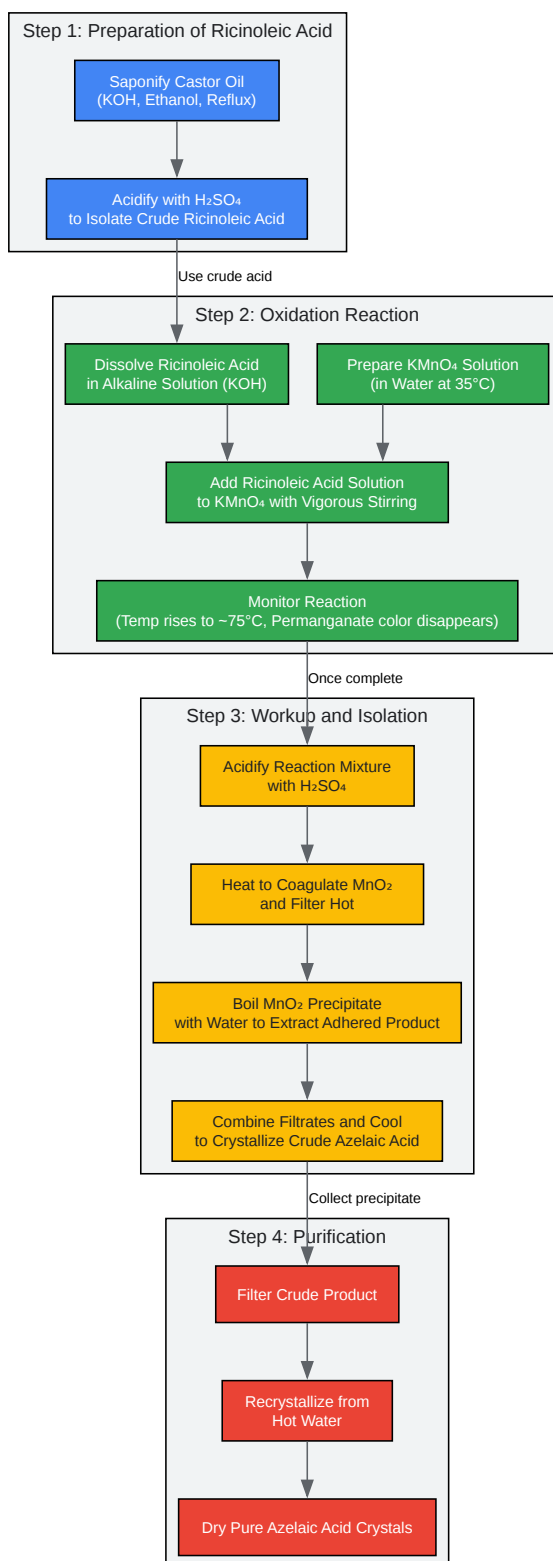 Step 1: Preparation of Ricinoleic Acid
Saponify Castor Oil
(KOH, Ethanol, Reflux)
Acidify with H₂SO₄
to Isolate Crude Ricinoleic Acid
Use crude acid
Step 2: Oxidation Reaction
Dissolve Ricinoleic Acid
in Alkaline Solution (KOH)
Prepare KMnO₄ Solution
(in Water at 35°C)
Add Ricinoleic Acid Solution
to KMnO₄ with Vigorous Stirring
Monitor Reaction
(Temp rises to ~75°C, Permanganate color disappears)
Once complete
Step 3: Workup and Isolation
Acidify Reaction Mixture
with H₂SO₄
Heat to Coagulate MnO₂
and Filter Hot
Boil MnO₂ Precipitate
with Water to Extract Adhered Product
Combine Filtrates and Cool
to Crystallize Crude Azelaic Acid
Collect precipitate
Step 4: Purification
Filter Crude Product
Recrystallize from
Hot Water
Dry Pure Azelaic Acid Crystals